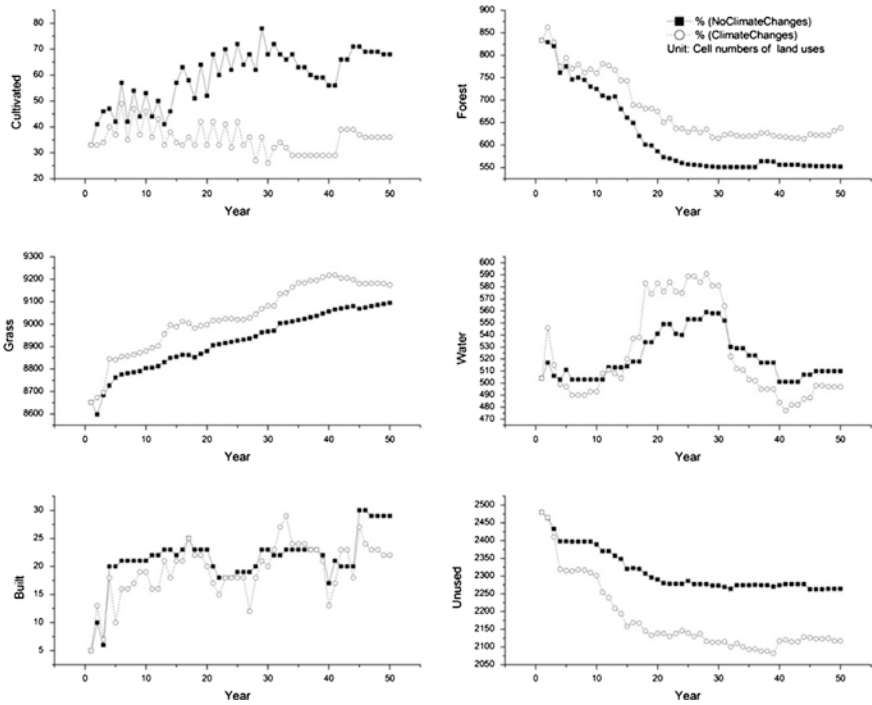 Cultivated
80
70
60
50
40
30
20
0 10 20 30 40 50
Year
% (NoClimateChanges)
% (ClimateChanges)
Unit: Cell numbers of land uses
Forest
900
850
800
750
700
650
600
550
0 10 20 30 40 50
Year
Grass
9300
9200
9100
9000
8900
8800
8700
8600
0 10 20 30 40 50
Year
Water
600
590
580
570
560
550
540
530
520
510
500
490
480
470
0 10 20 30 40 50
Year
Built
30
25
20
15
10
5
0 10 20 30 40 50
Year
Unused
2500
2450
2400
2350
2300
2250
2200
2150
2100
2050
0 10 20 30 40 50
Year